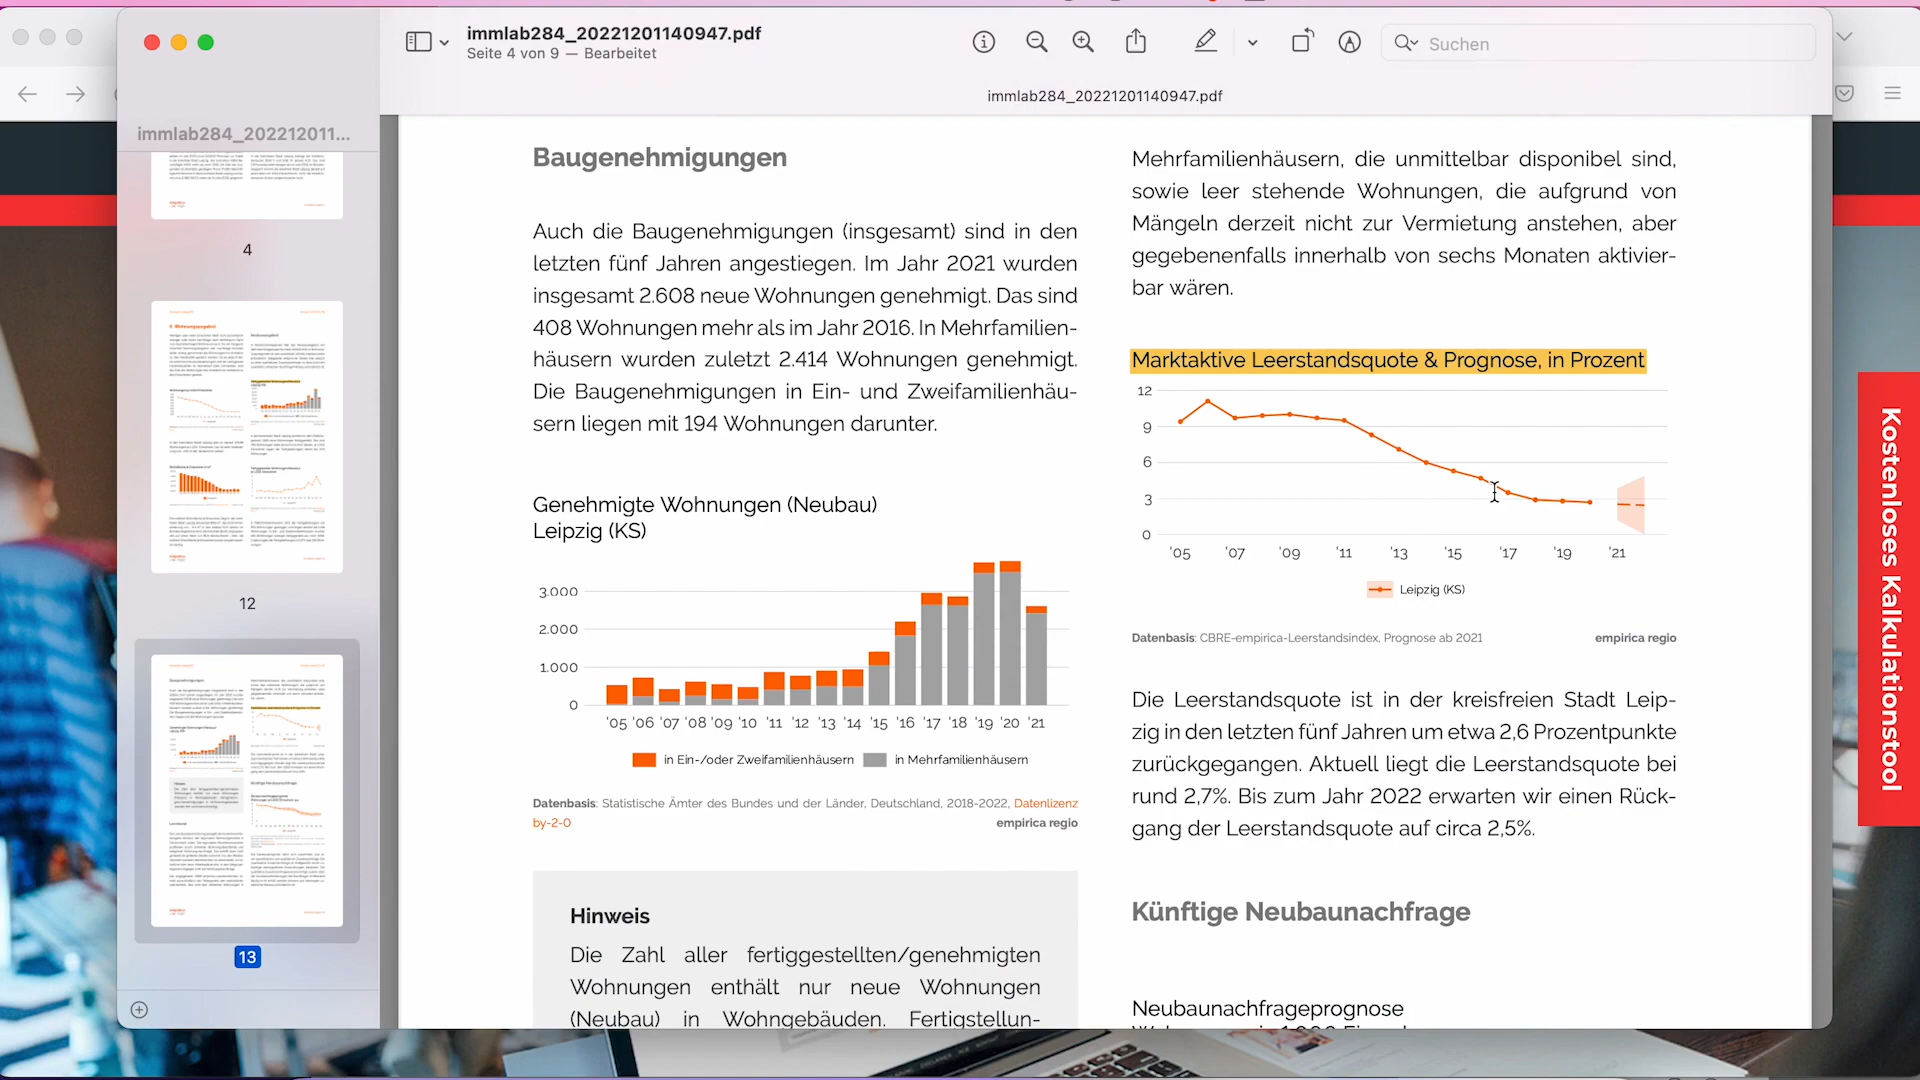 immlab284_20221201140947.pdf
Seite 4 von 9 — Bearbeitet
Suchen
immlab284_20221201140947.pdf
immlab284_202212011...
4
12
13
Baugenehmigungen
Auch die Baugenehmigungen (insgesamt) sind in den
letzten fünf Jahren angestiegen. Im Jahr 2021 wurden
insgesamt 2.608 neue Wohnungen genehmigt. Das sind
408 Wohnungen mehr als im Jahr 2016. In Mehrfamilien-
häusern wurden zuletzt 2.414 Wohnungen genehmigt.
Die Baugenehmigungen in Ein- und Zweifamilienhäu-
sern liegen mit 194 Wohnungen darunter.
Genehmigte Wohnungen (Neubau)
Leipzig (KS)
3.000
2.000
1.000
0
'05 '06 '07 '08 '09 '10 '11 '12 '13 '14 '15 '16 '17 '18 '19 '20 '21
in Ein-/oder Zweifamilienhäusern in Mehrfamilienhäusern
Datenbasis: Statistische Ämter des Bundes und der Länder, Deutschland, 2018-2022, Datenlizenz
by-2-0 empirica regio
Hinweis
Die Zahl aller fertiggestellten/genehmigten
Wohnungen enthält nur neue Wohnungen
(Neubau) in Wohngebäuden. Fertigstellun-
Mehrfamilienhäusern, die unmittelbar disponibel sind,
sowie leer stehende Wohnungen, die aufgrund von
Mängeln derzeit nicht zur Vermietung anstehen, aber
gegebenenfalls innerhalb von sechs Monaten aktivier-
bar wären.
Marktaktive Leerstandsquote & Prognose, in Prozent
12
9
6
3
0
'05 '07 '09 '11 '13 '15 '17 '19 '21
Leipzig (KS)
Datenbasis: CBRE-empirica-Leerstandsindex, Prognose ab 2021 empirica regio
Die Leerstandsquote ist in der kreisfreien Stadt Leip-
zig in den letzten fünf Jahren um etwa 2,6 Prozentpunkte
zurückgegangen. Aktuell liegt die Leerstandsquote bei
rund 2,7%. Bis zum Jahr 2022 erwarten wir einen Rück-
gang der Leerstandsquote auf circa 2,5%.
Künftige Neubaunachfrage
Neubaunachfrageprognose
Kostenloses Kalkulationstool